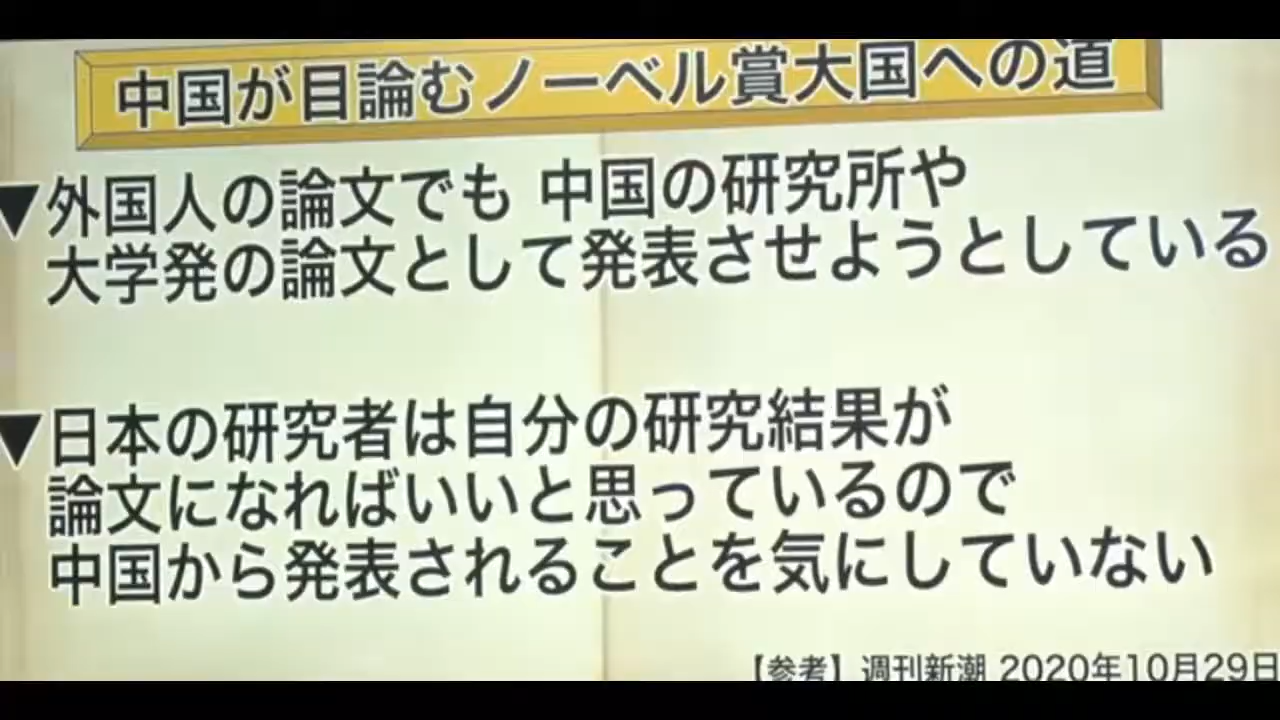 中国が目論むノーベル賞大国への道
▼外国人の論文でも 中国の研究所や
大学発の論文として発表させようとしている
▼日本の研究者は自分の研究結果が
論文になればいいと思っているので
中国から発表されることを気にしていない
【参考】週刊新潮 2020年10月29日